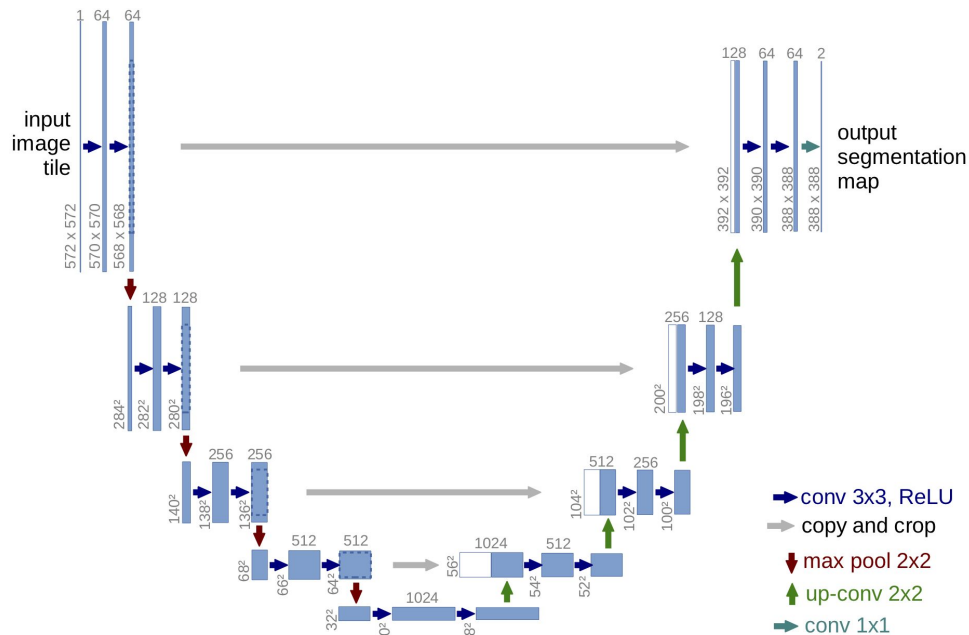 1 64 64
input
image
tile
572 x 572
570 x 570
568 x 568
128 64 64 2
output
segmentation
map
392 x 392
390 x 390
388 x 388
388 x 388
128 128
284²
282²
280²
256 128
200²
198²
196²
256 256
140²
138²
136²
512 256
104²
102²
100²
512 512
68²
66²
64²
1024 512
56²
54²
52²
1024
32²
conv 3x3, ReLU
copy and crop
max pool 2x2
up-conv 2x2
conv 1x1